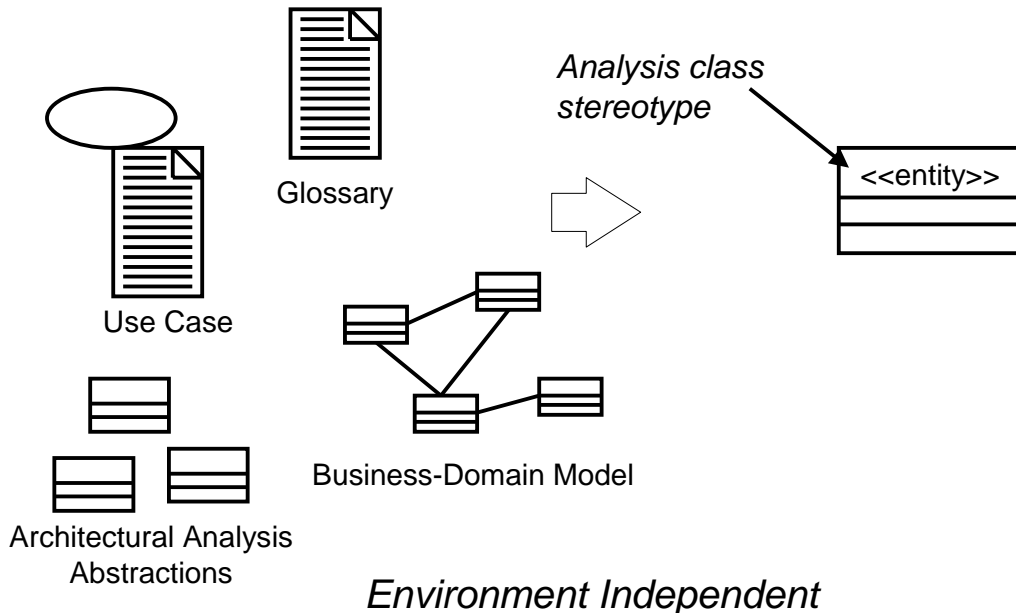 Analysis class
stereotype
<<entity>>
Glossary
Use Case
Business-Domain Model
Architectural Analysis
Abstractions
Environment Independent